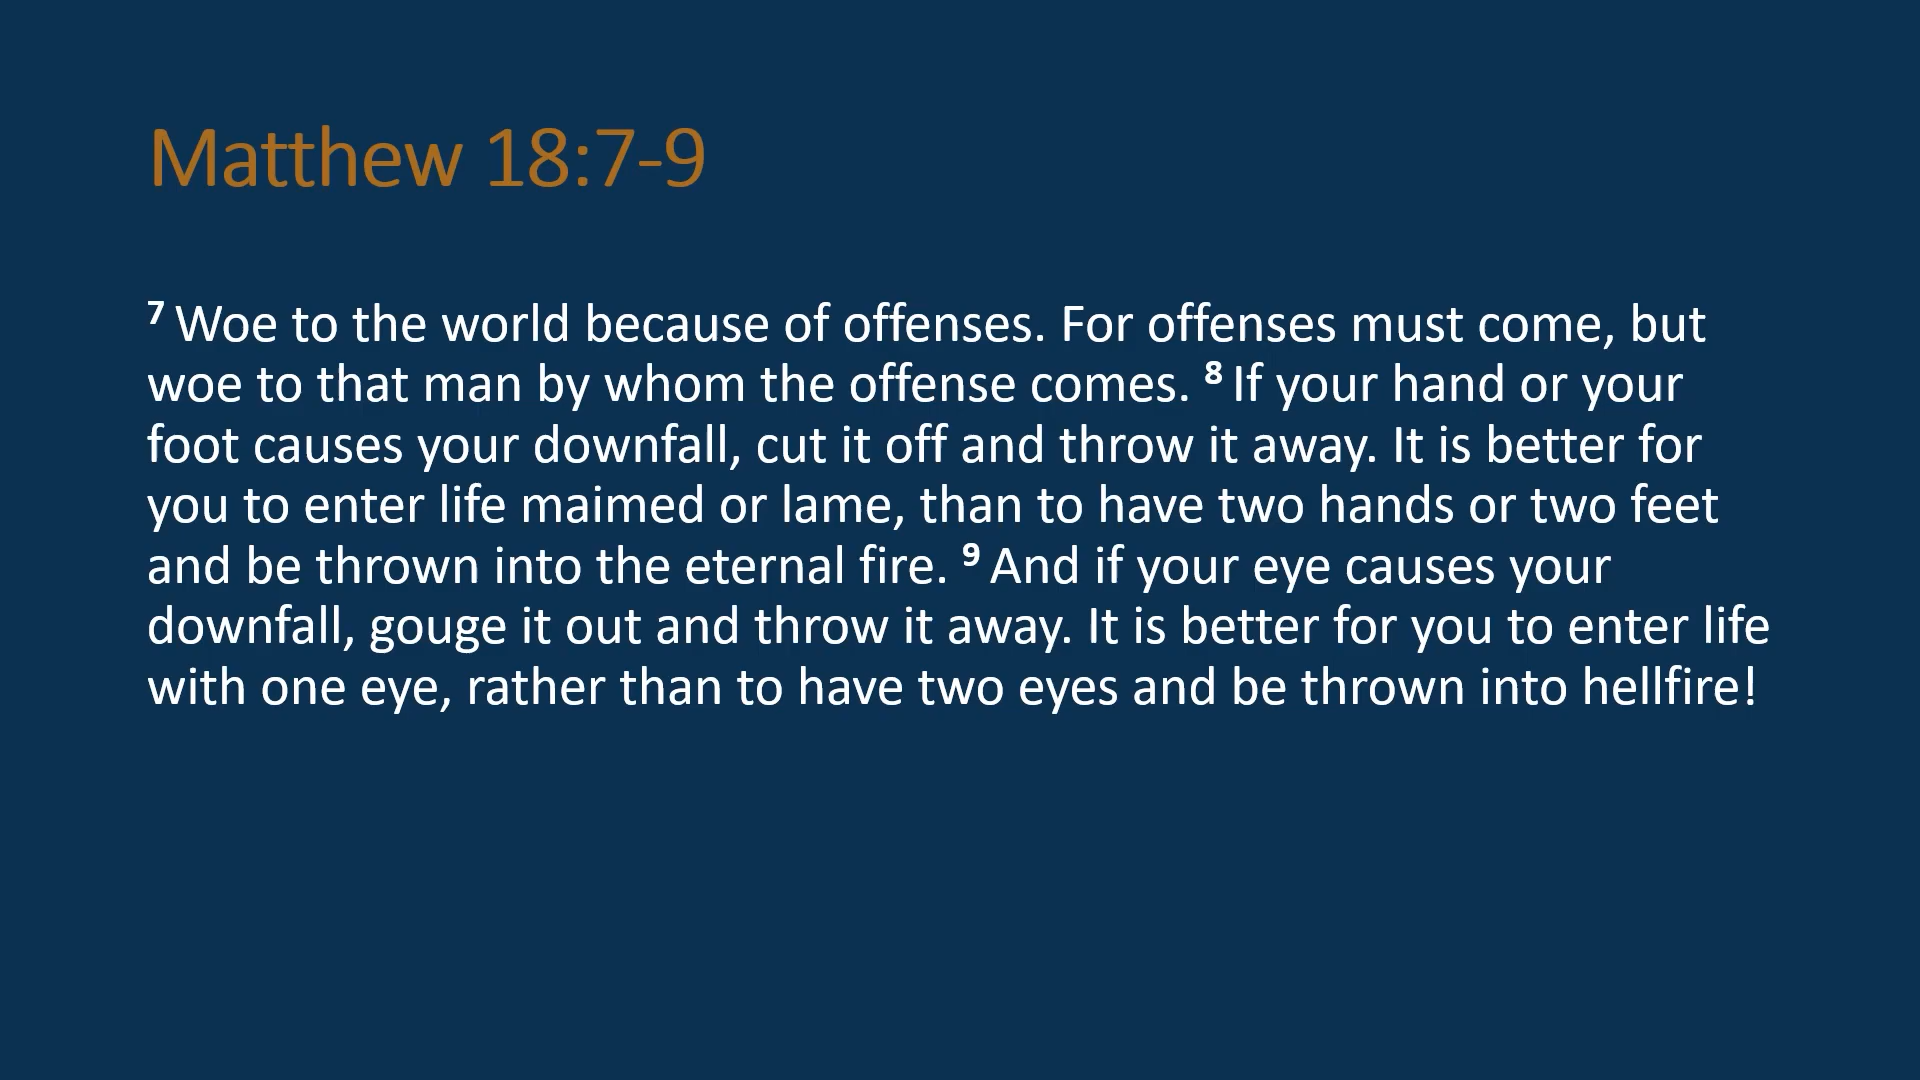 Matthew 18:7-9
⁷ Woe to the world because of offenses. For offenses must come, but
woe to that man by whom the offense comes. ⁸ If your hand or your
foot causes your downfall, cut it off and throw it away. It is better for
you to enter life maimed or lame, than to have two hands or two feet
and be thrown into the eternal fire. ⁹ And if your eye causes your
downfall, gouge it out and throw it away. It is better for you to enter life
with one eye, rather than to have two eyes and be thrown into hellfire!